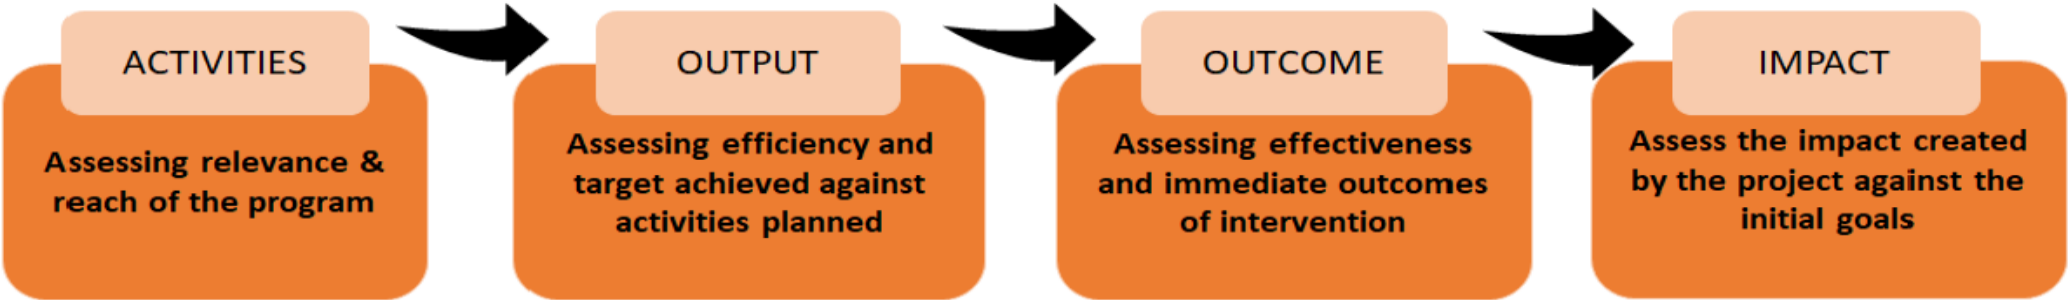 ACTIVITIES
Assessing relevance &
reach of the program
OUTPUT
Assessing efficiency and
target achieved against
activities planned
OUTCOME
Assessing effectiveness
and immediate outcomes
of intervention
IMPACT
Assess the impact created
by the project against the
initial goals